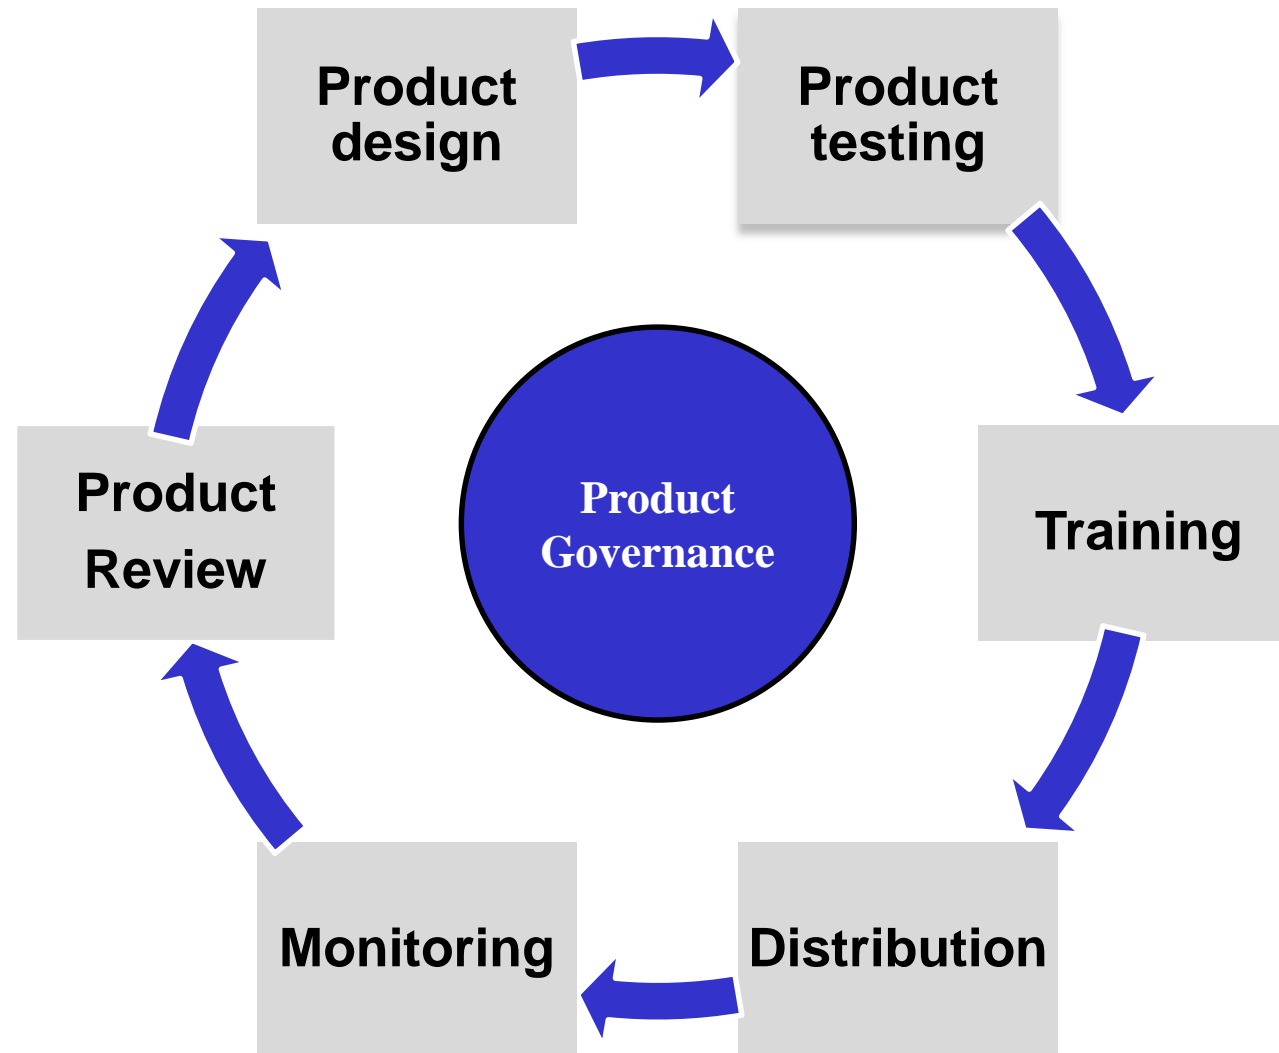 Product
design
Product
testing
Training
Distribution
Monitoring
Product
Review
Product
Governance